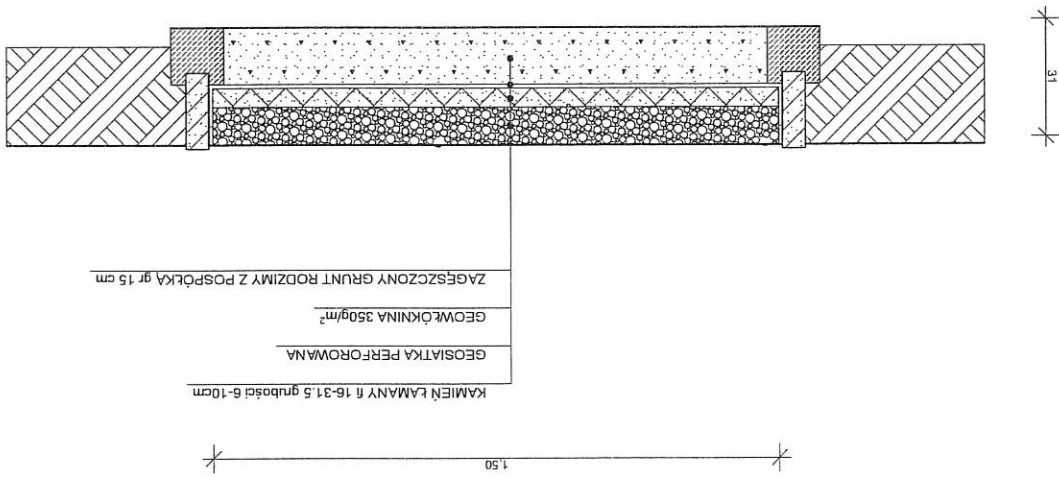 1.50
KAMIEŃ ŁAMANY fi 16-31.5 grubości 6-10cm
GEOSIATKA PERFOROWANA
GEOWŁÓKNINA 350g/m²
ZAGĘSZCZONY GRUNT RODZIMY Z POSPÓŁKĄ gr 15 cm
31